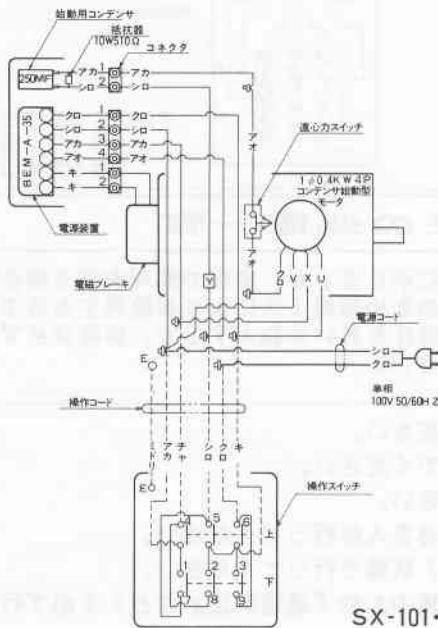 始動用コンデンサ
抵抗器
10W510Ω
コネクタ
250MF
アカ 1 アカ
シロ 2 シロ
BEM-A-35
クロ 1 クロ
シロ 2 シロ
アカ 3 アカ
アオ 4 アオ
キ 1
キ 2
電源装置
電磁ブレーキ
アオ
遠心力スイッチ
1φ0.4KW4P
コンデンサ始動型
モータ
アオ
クロ V X U
Y
電源コード
シロ
クロ
単相
100V 50/60HZ
E
操作コード
ミドリ アカ チャ シロ クロ キ
E
操作スイッチ
4 5 6 上
1 2 3 下
7 8 9
SX-101・